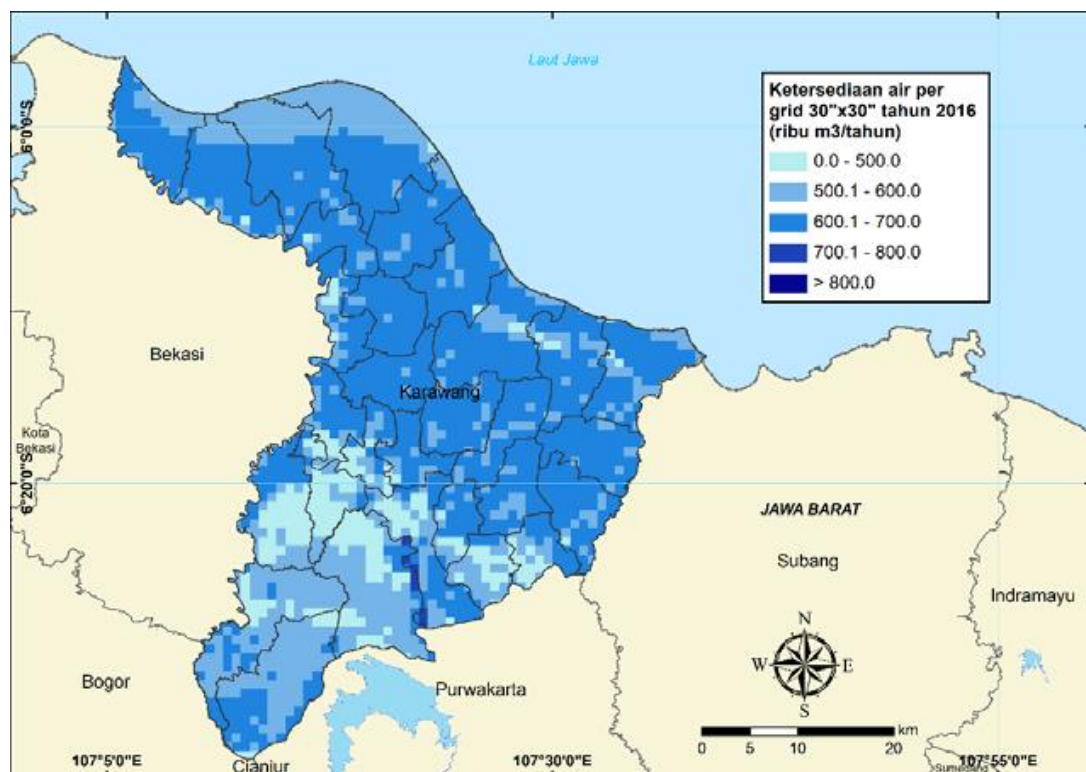 Laut Jawa
Ketersediaan air per
grid 30"x30" tahun 2016
(ribu m3/tahun)
0.0 - 500.0
500.1 - 600.0
600.1 - 700.0
700.1 - 800.0
> 800.0
6°0'0"S
Bekasi
Karawang
Kota
Bekasi
6°20'0"S
JAWA BARAT
Subang
Indramayu
N
W
E
S
Bogor
Purwakarta
km
0
5
10
20
107°5'0"E
Cianjur
107°30'0"E
107°55'0"E
Sumedang